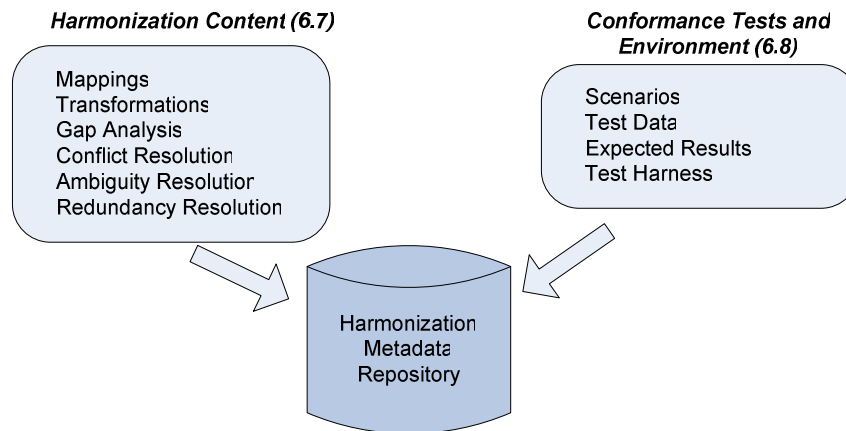 Harmonization Content (6.7)
Mappings
Transformations
Gap Analysis
Conflict Resolution
Ambiguity Resolution
Redundancy Resolution
Conformance Tests and
Environment (6.8)
Scenarios
Test Data
Expected Results
Test Harness
Harmonization
Metadata
Repository